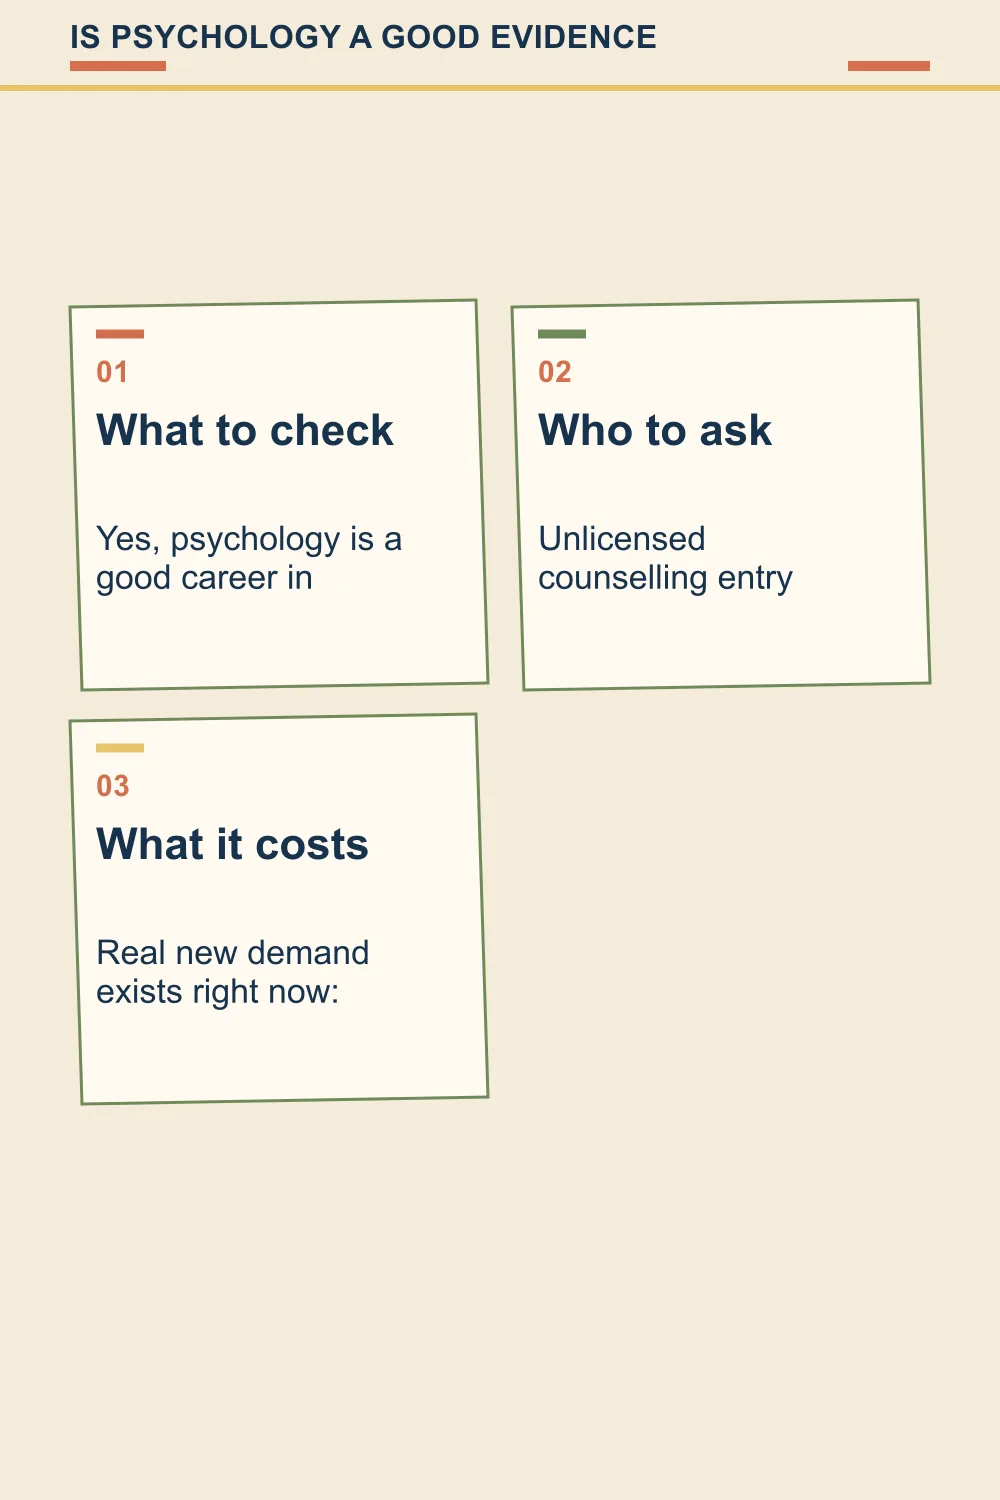 IS PSYCHOLOGY A GOOD EVIDENCE
01
What to check
Yes, psychology is a
good career in
02
Who to ask
Unlicensed
counselling entry
03
What it costs
Real new demand
exists right now: